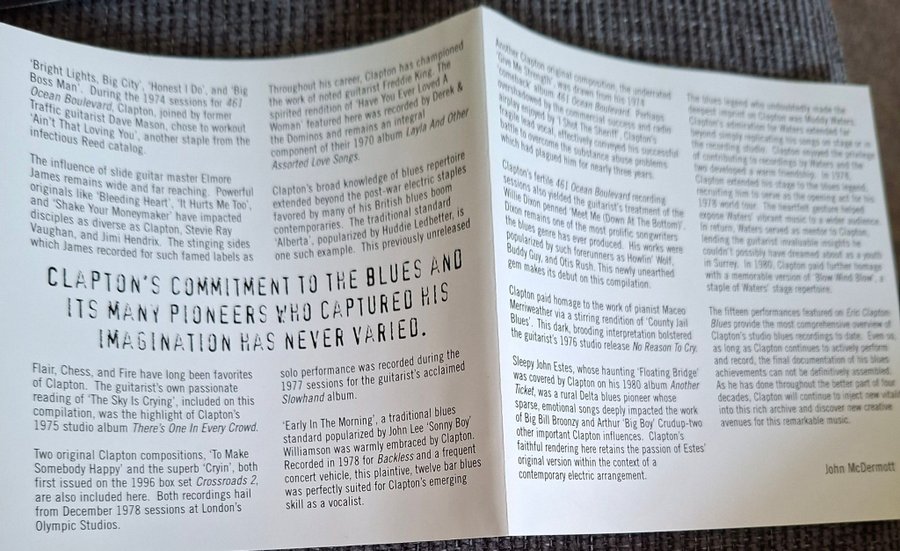 'Bright Lights, Big City', 'Honest I Do', and 'Big
Boss Man'. During the 1974 sessions for 461
Ocean Boulevard, Clapton, joined by former
Traffic guitarist Dave Mason, chose to workout
'Ain't That Loving You', another staple from the
infectious Reed catalog.
The influence of slide guitar master Elmore
James remains wide and far reaching. Powerful
originals like 'Bleeding Heart', 'It Hurts Me Too',
and 'Shake Your Moneymaker' have impacted
disciples as diverse as Clapton, Stevie Ray
Vaughan, and Jimi Hendrix. The stinging sides
which James recorded for such famed labels as
Throughout his career, Clapton has championed
the work of noted guitarist Freddie King. The
spirited rendition of 'Have You Ever Loved A
Woman' featured here was recorded by Derek &
the Dominos and remains an integral
component of their 1970 album Layla And Other
Assorted Love Songs.
Clapton's broad knowledge of blues repertoire
extended beyond the post-war electric staples
favored by many of his British blues boom
contemporaries. The traditional standard
'Alberta', popularized by Huddie Ledbetter, is
one such example. This previously unreleased
CLAPTON'S COMMITMENT TO THE BLUES AND
ITS MANY PIONEERS WHO CAPTURED HIS
IMAGINATION HAS NEVER VARIED.
Flair, Chess, and Fire have long been favorites
of Clapton. The guitarist's own passionate
reading of 'The Sky Is Crying', included on this
compilation, was the highlight of Clapton's
1975 studio album There's One In Every Crowd.
Two original Clapton compositions, 'To Make
Somebody Happy' and the superb 'Cryin', both
first issued on the 1996 box set Crossroads 2,
are also included here. Both recordings hail
from December 1978 sessions at London's
Olympic Studios.
solo performance was recorded during the
1977 sessions for the guitarist's acclaimed
Slowhand album.
'Early In The Morning', a traditional blues
standard popularized by John Lee 'Sonny Boy'
Williamson was warmly embraced by Clapton.
Recorded in 1978 for Backless and a frequent
concert vehicle, this plaintive, twelve bar blues
was perfectly suited for Clapton's emerging
skill as a vocalist.
Another Clapton original composition, the underrated
'Give Me Strength', was drawn from his 1974
'comeback' album 461 Ocean Boulevard. Perhaps
overshadowed by the commercial success and radio
airplay enjoyed by 'I Shot The Sheriff', Clapton's
fragile lead vocal, effectively conveyed his successful
battle to overcome the substance abuse problems
which had plagued him for nearly three years.
Clapton's fertile 461 Ocean Boulevard recording
sessions also yielded the guitarist's treatment of the
Willie Dixon penned 'Meet Me (Down At The Bottom)'.
Dixon remains one of the most prolific songwriters
the blues genre has ever produced. His works were
popularized by such forerunners as Howlin' Wolf,
Buddy Guy, and Otis Rush. This newly unearthed
gem makes its debut on this compilation.
Clapton paid homage to the work of pianist Maceo
Merriweather via a stirring rendition of 'County Jail
Blues'. This dark, brooding interpretation bolstered
the guitarist's 1975 studio release No Reason To Cry.
Sleepy John Estes, whose haunting 'Floating Bridge'
was covered by Clapton on his 1980 album Another
Ticket, was a rural Delta blues pioneer whose
sparse, emotional songs deeply impacted the work
of Big Bill Broonzy and Arthur 'Big Boy' Crudup-two
other important Clapton influences. Clapton's
faithful rendering here retains the passion of Estes'
original version within the context of a
contemporary electric arrangement.
The blues legend who undoubtedly made the
deepest impact on Clapton was Muddy Waters.
Clapton's admiration for Waters extended far
beyond simply replicating his songs on stage or in
the recording studio. Clapton enjoyed the privilege
of contributing to recordings by Waters and the
two developed a warm friendship. In 1979,
Clapton extended his stage to the blues legend,
recruiting him to serve as the opening act for his
1978 world tour. The heartfelt gesture helped
expose Waters' vibrant music to a wider audience.
In return, Waters served as mentor to Clapton,
lending the guitarist invaluable insights he
couldn't possibly have dreamed about as a youth
in Surrey. In 1980, Clapton paid further homage
with a memorable version of 'Blow Wind Blow', a
staple of Waters' stage repertoire.
The fifteen performances featured on Eric Clapton
Blues provide the most comprehensive overview of
Clapton's studio blues recordings to date. Even so,
as long as Clapton continues to actively perform
and record, the final documentation of his blues
achievements can not be definitively assembled.
As he has done throughout the better part of four
decades, Clapton will continue to inject new
into this rich archive and discover new creative
avenues for this remarkable music.
John McDermott